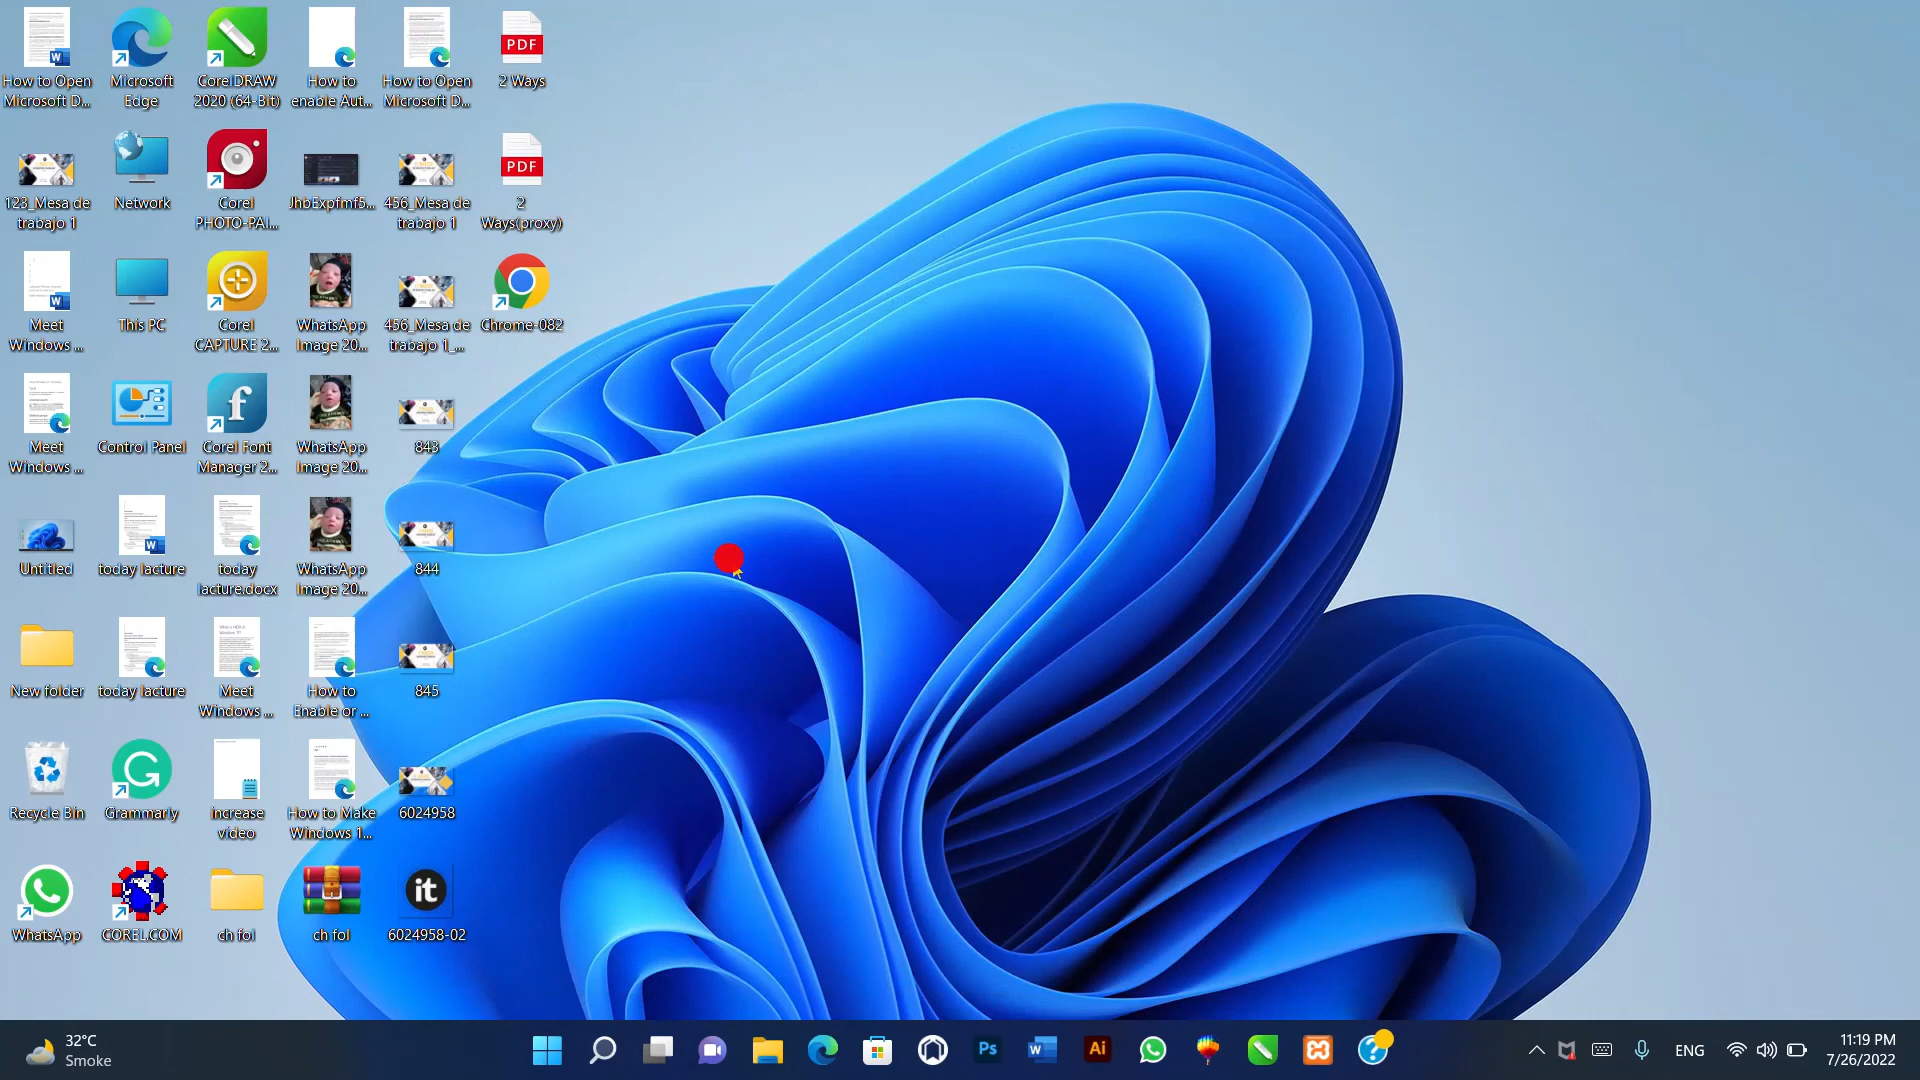 How to Open
Microsoft D...
Microsoft
Edge
CorelDRAW
2020 (64-Bit)
How to
enable Aut...
How to Open
Microsoft D...
PDF
2 Ways
123_Mesa de
trabajo 1
Network
Corel
PHOTO-PAI...
JhbExpfmf5...
456_Mesa de
trabajo 1
PDF
2
Ways(proxy)
Meet
Windows ...
This PC
Corel
CAPTURE 2...
WhatsApp
Image 20...
456_Mesa de
trabajo 1_...
Chrome-082
Meet
Windows ...
Control Panel
Corel Font
Manager 2...
WhatsApp
Image 20...
843
Untitled
today lacture
today
lacture.docx
WhatsApp
Image 20...
844
New folder
today lacture
Meet
Windows ...
How to
Enable or ...
845
Recycle Bin
Grammarly
increase
video
How to Make
Windows 1...
6024958
WhatsApp
COREL.COM
ch fol
ch fol
it
6024958-02
32°C
Smoke
Ps
W
Ai
ENG
11:19 PM
7/26/2022